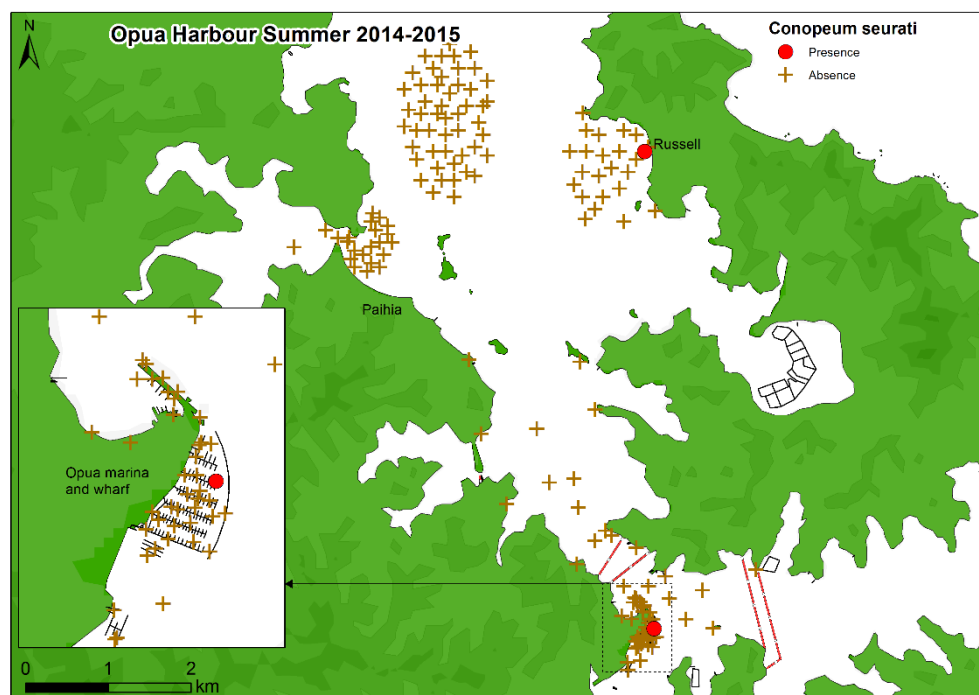 N
Opua Harbour Summer 2014-2015
Conopeum seurati
Presence
Absence
Russell
Paihia
Opua marina
and wharf
0 1 2
km